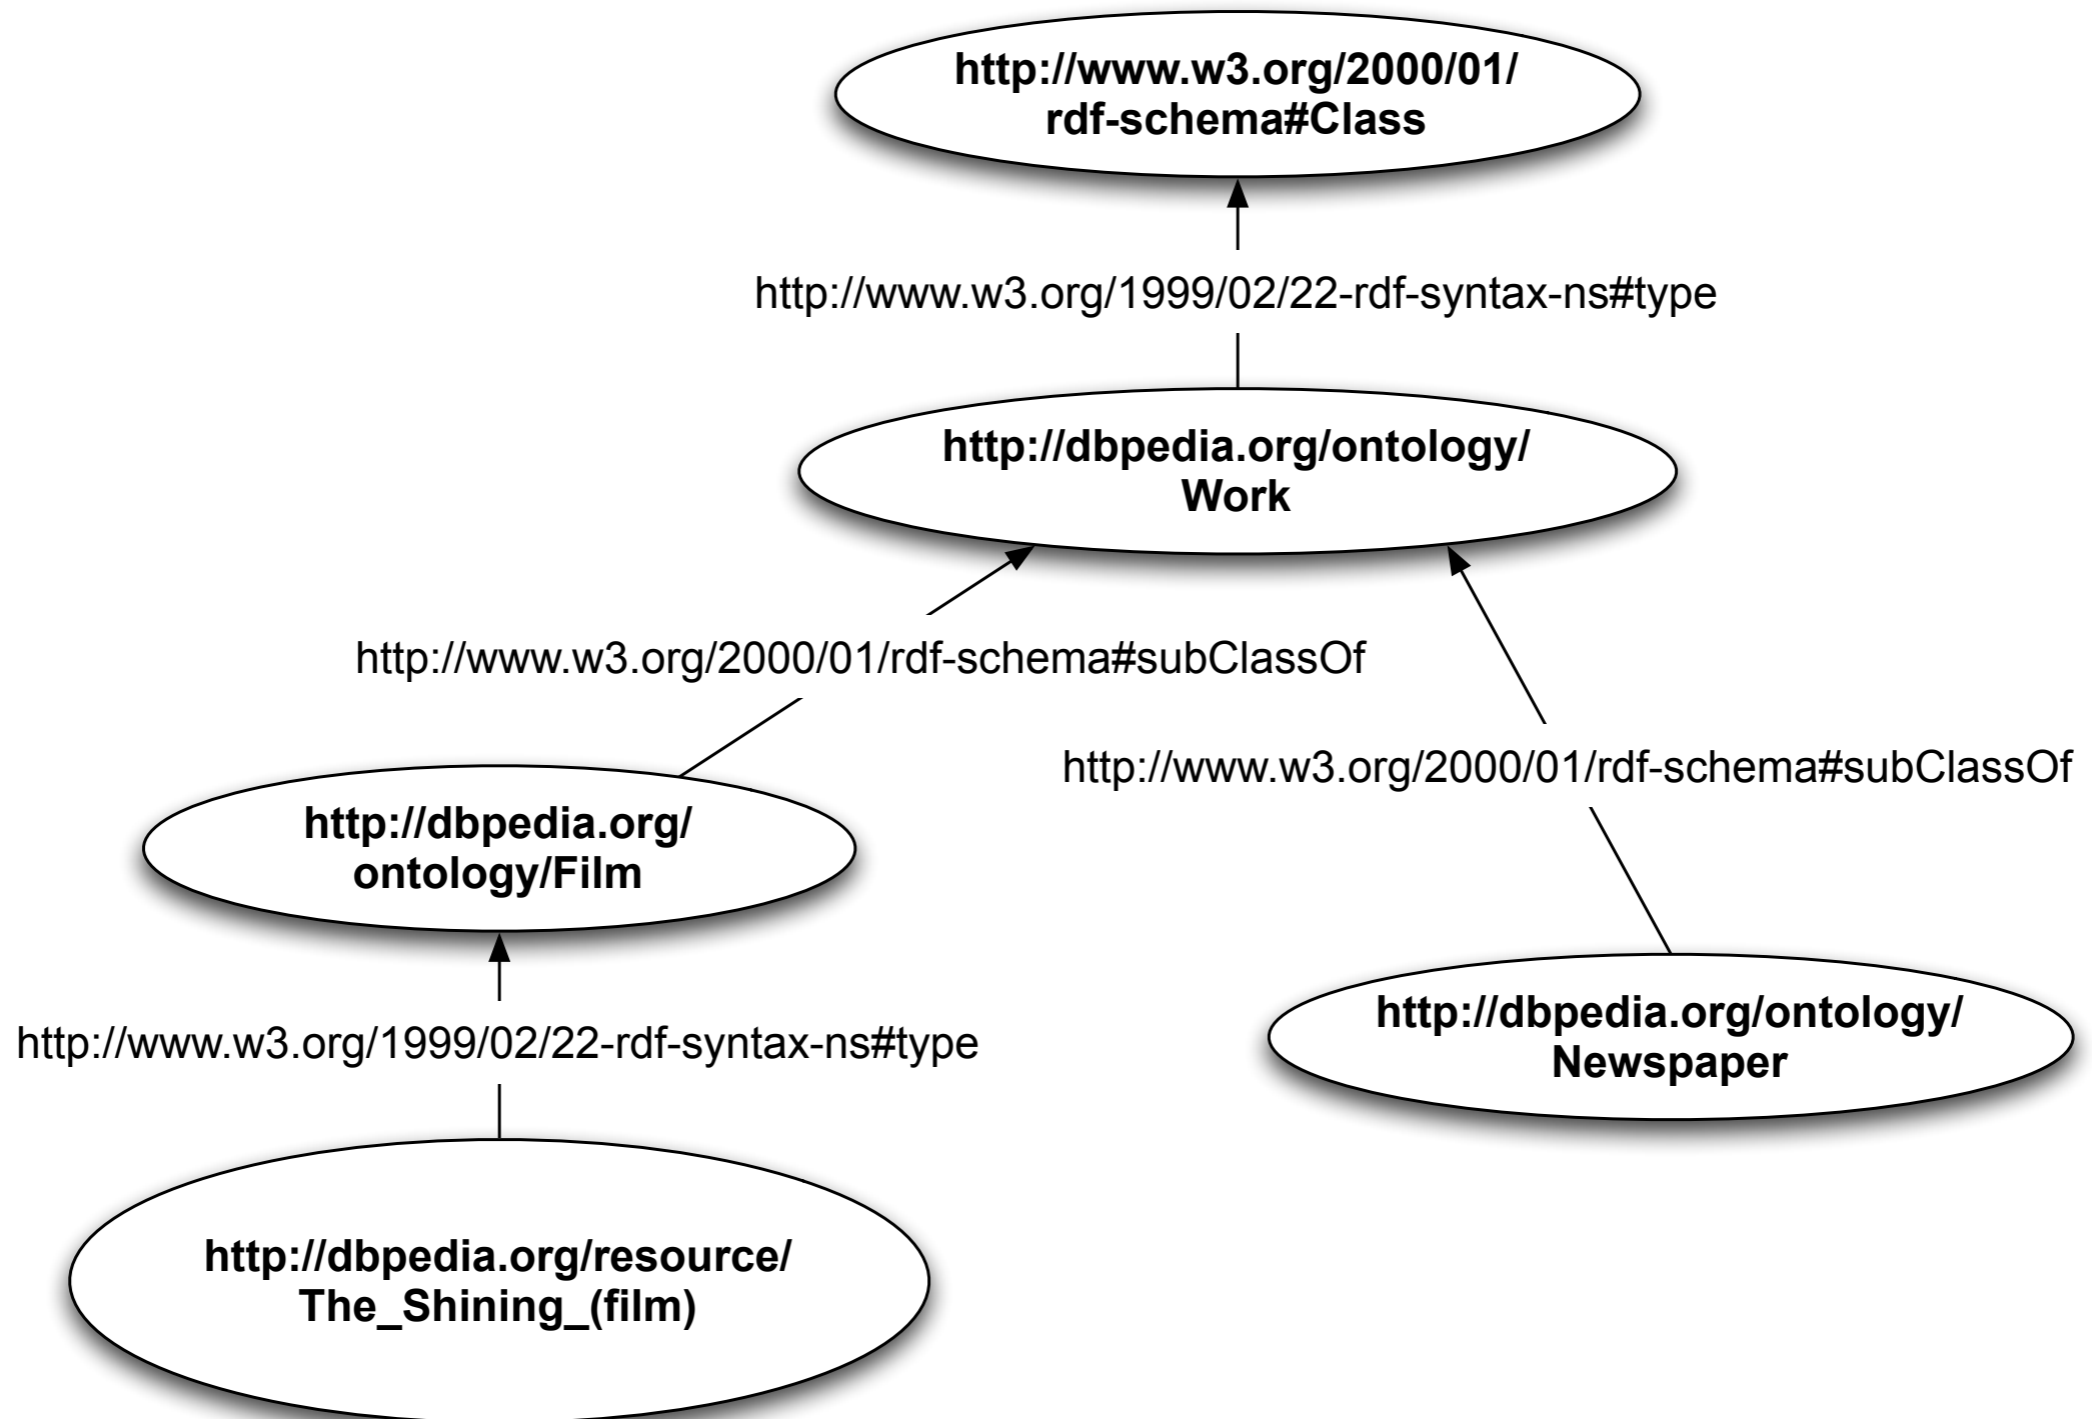 http://www.w3.org/2000/01/
rdf-schema#Class
http://www.w3.org/1999/02/22-rdf-syntax-ns#type
http://dbpedia.org/ontology/
Work
http://www.w3.org/2000/01/rdf-schema#subClassOf
http://www.w3.org/2000/01/rdf-schema#subClassOf
http://dbpedia.org/
ontology/Film
http://dbpedia.org/ontology/
Newspaper
http://www.w3.org/1999/02/22-rdf-syntax-ns#type
http://dbpedia.org/resource/
The_Shining_(film)